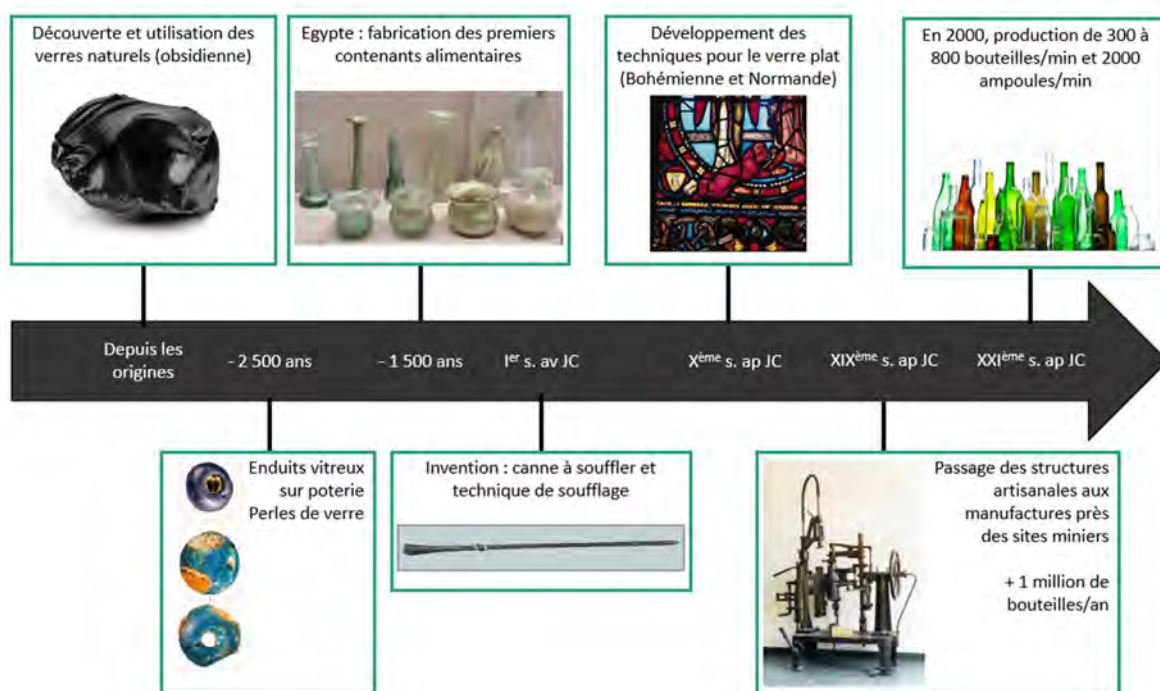 Découverte et utilisation des
verres naturels (obsidienne)
Egypte : fabrication des premiers
contenants alimentaires
Développement des
techniques pour le verre plat
(Bohémienne et Normande)
En 2000, production de 300 à
800 bouteilles/min et 2000
ampoules/min
Depuis les
origines
- 2 500 ans
- 1 500 ans
Ier s. av JC
Xème s. ap JC
XIXème s. ap JC
XXIème s. ap JC
Enduits vitreux
sur poterie
Perles de verre
Invention : canne à souffler et
technique de soufflage
Passage des structures
artisanales aux
manufactures près
des sites miniers
+ 1 million de
bouteilles/an